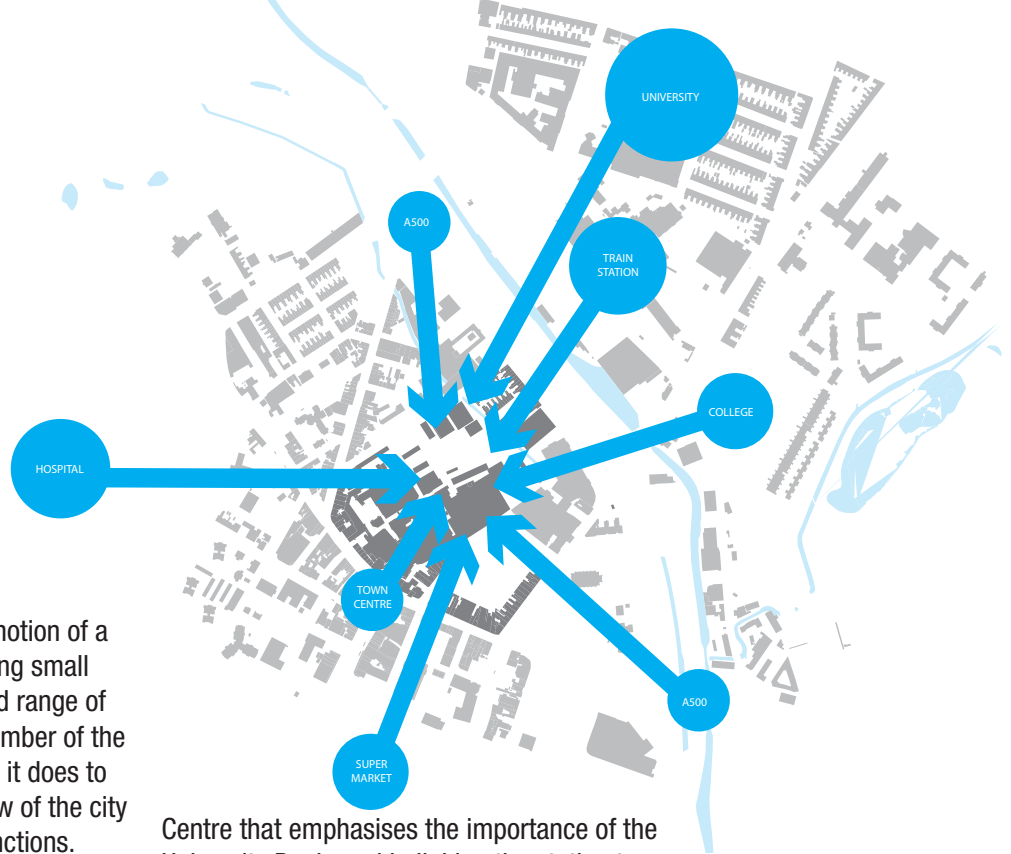 UNIVERSITY
A500
TRAIN
STATION
COLLEGE
HOSPITAL
TOWN
CENTRE
A500
SUPER
MARKET
notion of a
ng small
d range of
mber of the
it does to
w of the city
nctions.
Centre that emphasises the importance of the